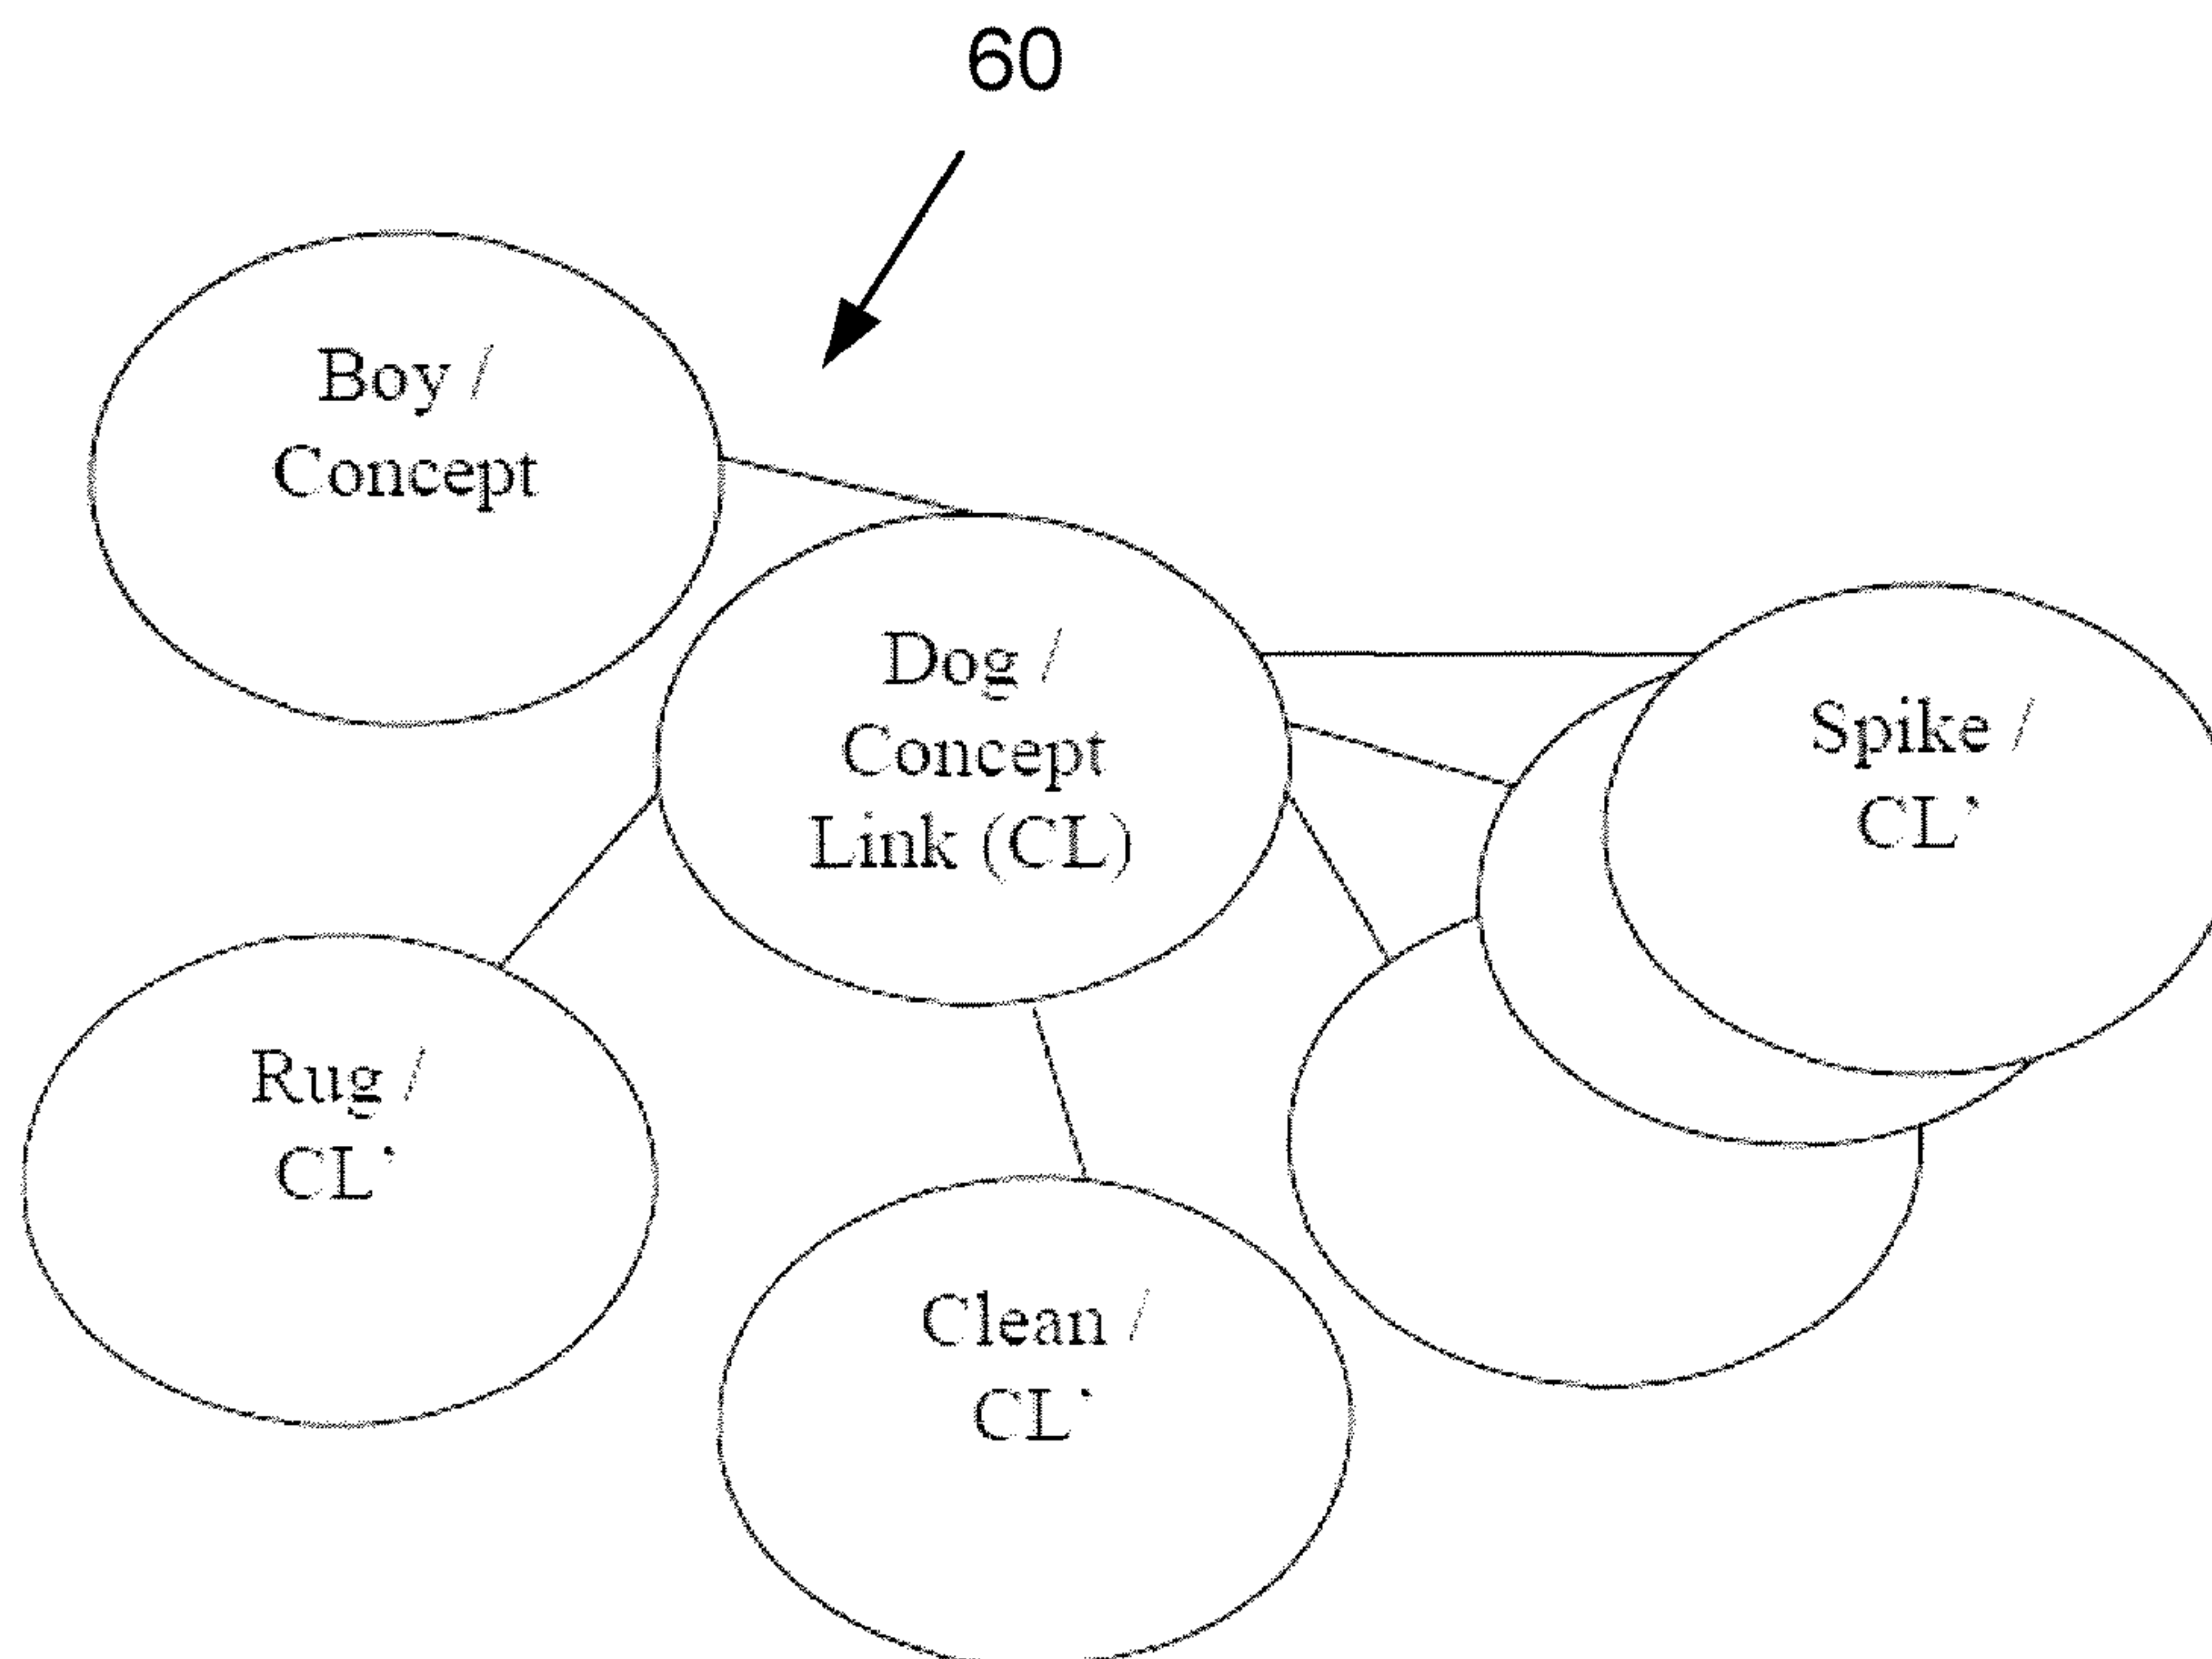 60
Boy /
Concept
Dog /
Concept
Link (CL)
Spike /
CL’
Rug /
CL’
Clean /
CL’